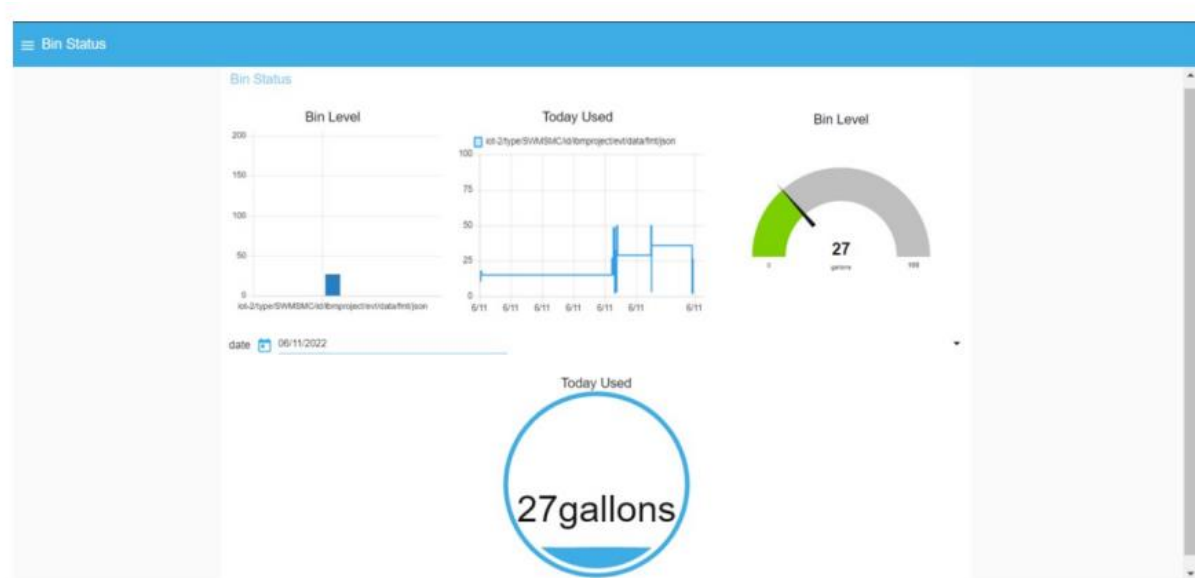 Bin Status
Bin Status
Bin Level
200
150
100
50
0
iot-2/type/SWMSMC/id/ibmproject/evt/data/fmt/json
Today Used
iot-2/type/SWMSMC/id/ibmproject/evt/data/fmt/json
100
75
50
25
0
6/11 6/11 6/11 6/11 6/11 6/11 6/11
Bin Level
27
gallons
0
date 06/11/2022
Today Used
27gallons